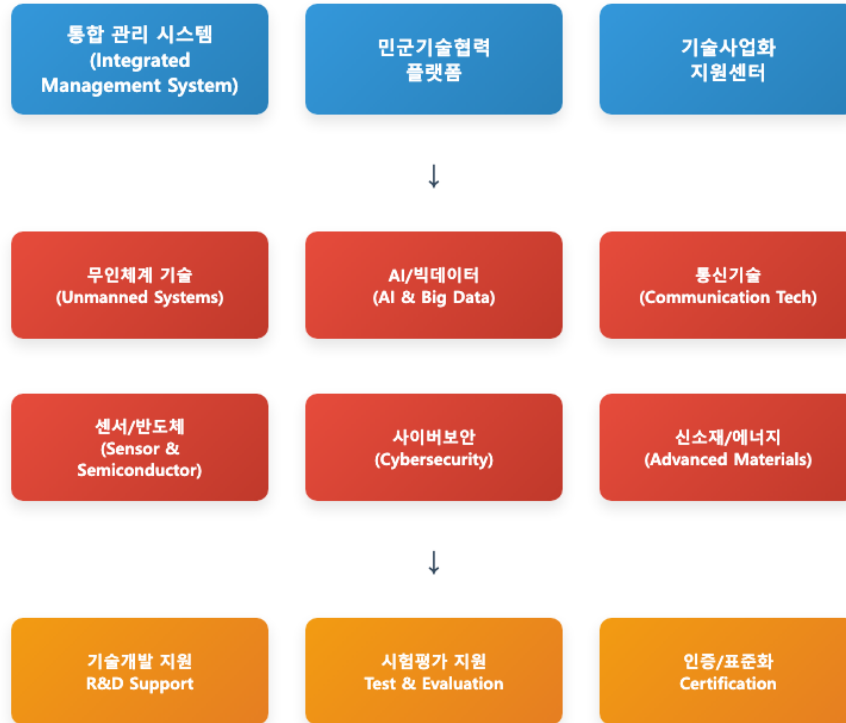 통합 관리 시스템
(Integrated
Management System)
민군기술협력
플랫폼
기술사업화
지원센터
↓
무인체계 기술
(Unmanned Systems)
AI/빅데이터
(AI & Big Data)
통신기술
(Communication Tech)
센서/반도체
(Sensor &
Semiconductor)
사이버보안
(Cybersecurity)
신소재/에너지
(Advanced Materials)
↓
기술개발 지원
R&D Support
시험평가 지원
Test & Evaluation
인증/표준화
Certification